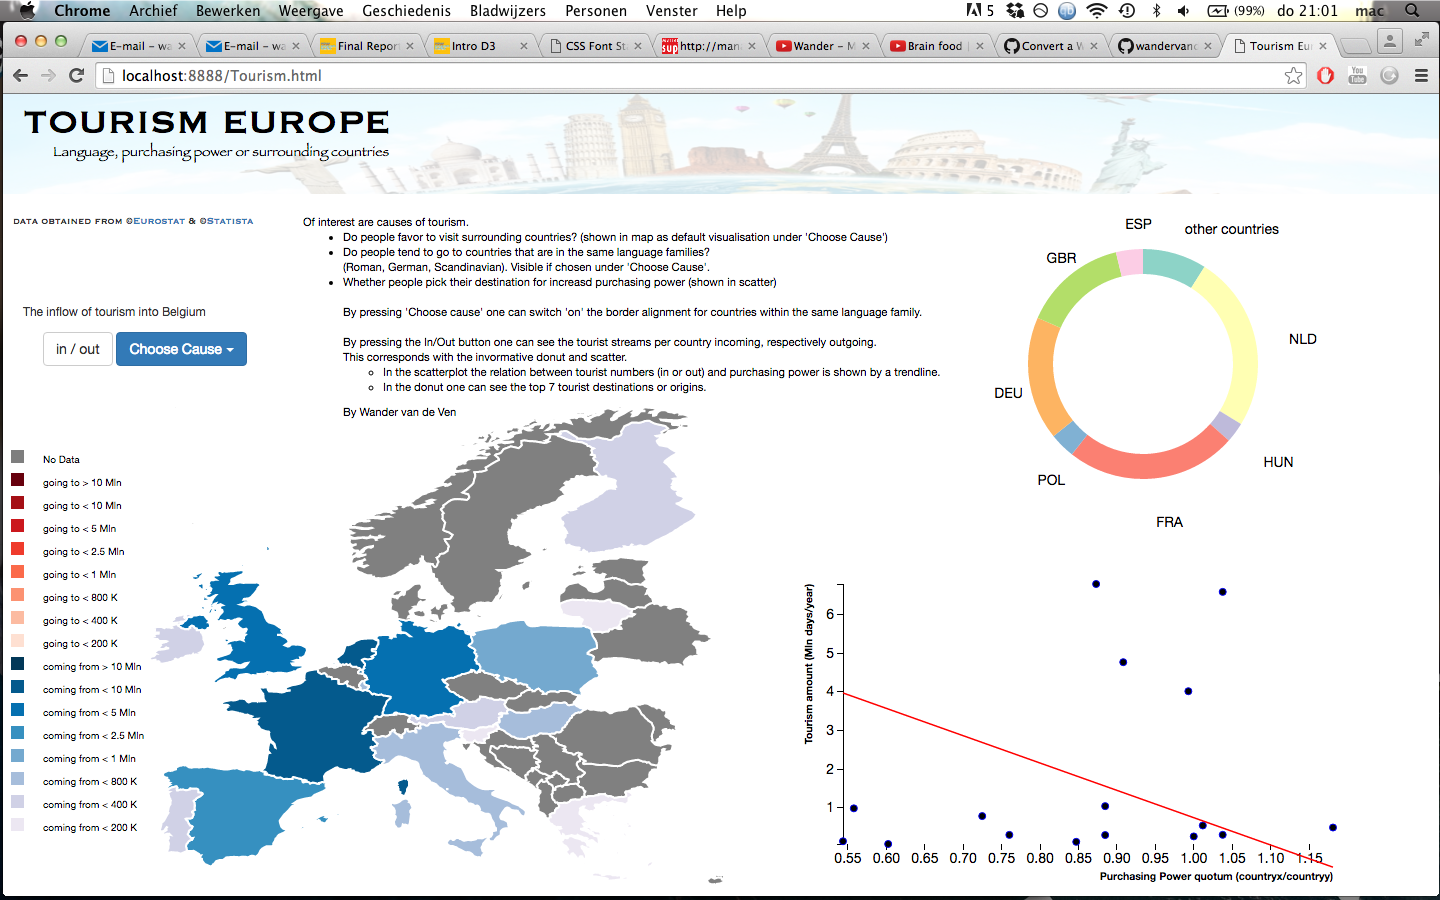 Chrome Archief Bewerken Weergave Geschiedenis Bladwijzers Personen Venster Help 5 (99%) do 21:01 mac
E-mail – wa Final Repor Intro D3 CSS Font St http://man Wander – M Brain food Convert a W wandervan Tourism Eur
localhost:8888/Tourism.html
TOURISM EUROPE
Language, purchasing power or surrounding countries
DATA OBTAINED FROM ©EUROSTAT & ©STATISTA
Of interest are causes of tourism.
• Do people favor to visit surrounding countries? (shown in map as default visualisation under 'Choose Cause')
• Do people tend to go to countries that are in the same language families?
(Roman, German, Scandinavian). Visible if chosen under 'Choose Cause'.
• Whether people pick their destination for increasd purchasing power (shown in scatter)
By pressing 'Choose cause' one can switch 'on' the border alignment for countries within the same language family.
By pressing the In/Out button one can see the tourist streams per country incoming, respectively outgoing.
This corresponds with the invormative donut and scatter.
◦ In the scatterplot the relation between tourist numbers (in or out) and purchasing power is shown by a trendline.
◦ In the donut one can see the top 7 tourist destinations or origins.
By Wander van de Ven
The inflow of tourism into Belgium
in / out
Choose Cause
No Data
going to > 10 Mln
going to < 10 Mln
going to < 5 Mln
going to < 2.5 Mln
going to < 1 Mln
going to < 800 K
going to < 400 K
going to < 200 K
coming from > 10 Mln
coming from < 10 Mln
coming from < 5 Mln
coming from < 2.5 Mln
coming from < 1 Mln
coming from < 800 K
coming from < 400 K
coming from < 200 K
ESP
other countries
GBR
NLD
DEU
HUN
POL
FRA
Tourism amount (Mln days/year)
6
5
4
3
2
1
0.55 0.60 0.65 0.70 0.75 0.80 0.85 0.90 0.95 1.00 1.05 1.10 1.15
Purchasing Power quotum (countryx/countryy)